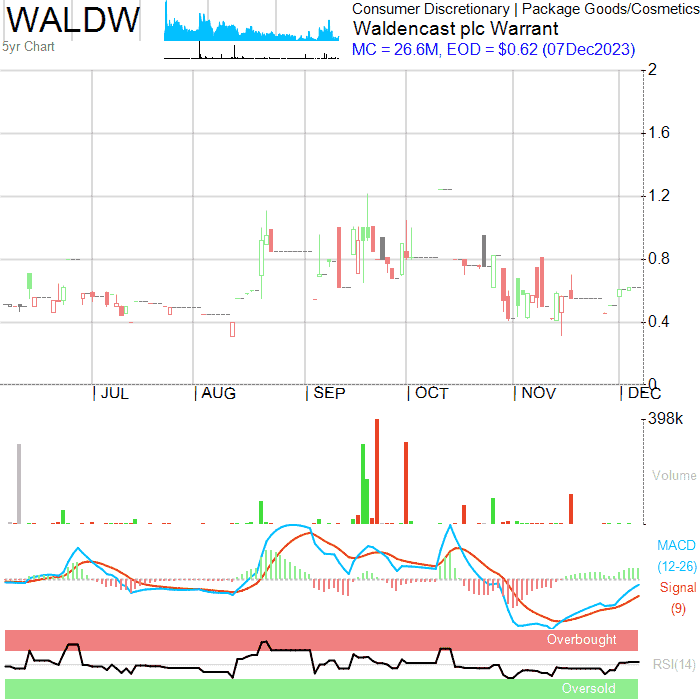 WALDW
5yr Chart
Consumer Discretionary | Package Goods/Cosmetics
Waldencast plc Warrant
MC = 26.6M, EOD = $0.62 (07Dec2023)
2
1.6
1.2
0.8
0.4
0
JUL
AUG
SEP
OCT
NOV
DEC
398k
Volume
MACD
(12-26)
Signal
(9)
Overbought
RSI(14)
Oversold